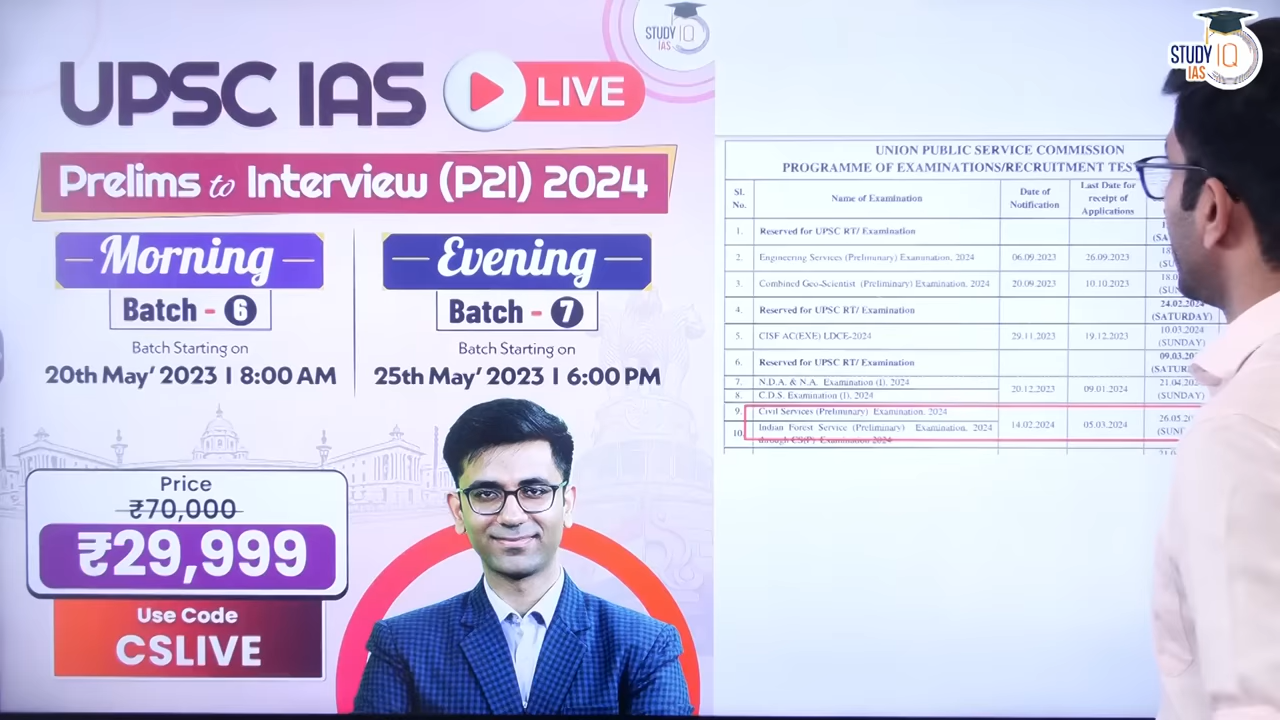 STUDY IQ
IAS
UPSC IAS LIVE
Prelims to Interview (P2I) 2024
Morning
Batch - 6
Batch Starting on
20th May' 2023 | 8:00 AM
Evening
Batch - 7
Batch Starting on
25th May' 2023 | 6:00 PM
Price
₹70,000
₹29,999
Use Code
CSLIVE
STUDY IQ
IAS
UNION PUBLIC SERVICE COMMISSION
PROGRAMME OF EXAMINATIONS/RECRUITMENT
Sl. No. Name of Examination Date of Notification Last Date for receipt of Applications
1. Reserved for UPSC RT/ Examination
2. Engineering Services (Preliminary) Examination, 2024 06.09.2023 26.09.2023
3. Combined Geo-Scientist (Preliminary) Examination, 2024 20.09.2023 10.10.2023
4. Reserved for UPSC RT/ Examination 24.02.2024 (SATURDAY)
5. CISF AC(EXE) LDCE-2024 29.11.2023 19.12.2023 10.03.2024 (SUNDAY)
6. Reserved for UPSC RT/ Examination
7. N.D.A. & N.A. Examination (I), 2024 20.12.2023 09.01.2024 (SUNDAY)
8. C.D.S. Examination (I), 2024
9. Civil Services (Preliminary) Examination, 2024 14.02.2024 05.03.2024
10. Indian Forest Service (Preliminary) Examination, 2024
through CS(P) Examination 2024